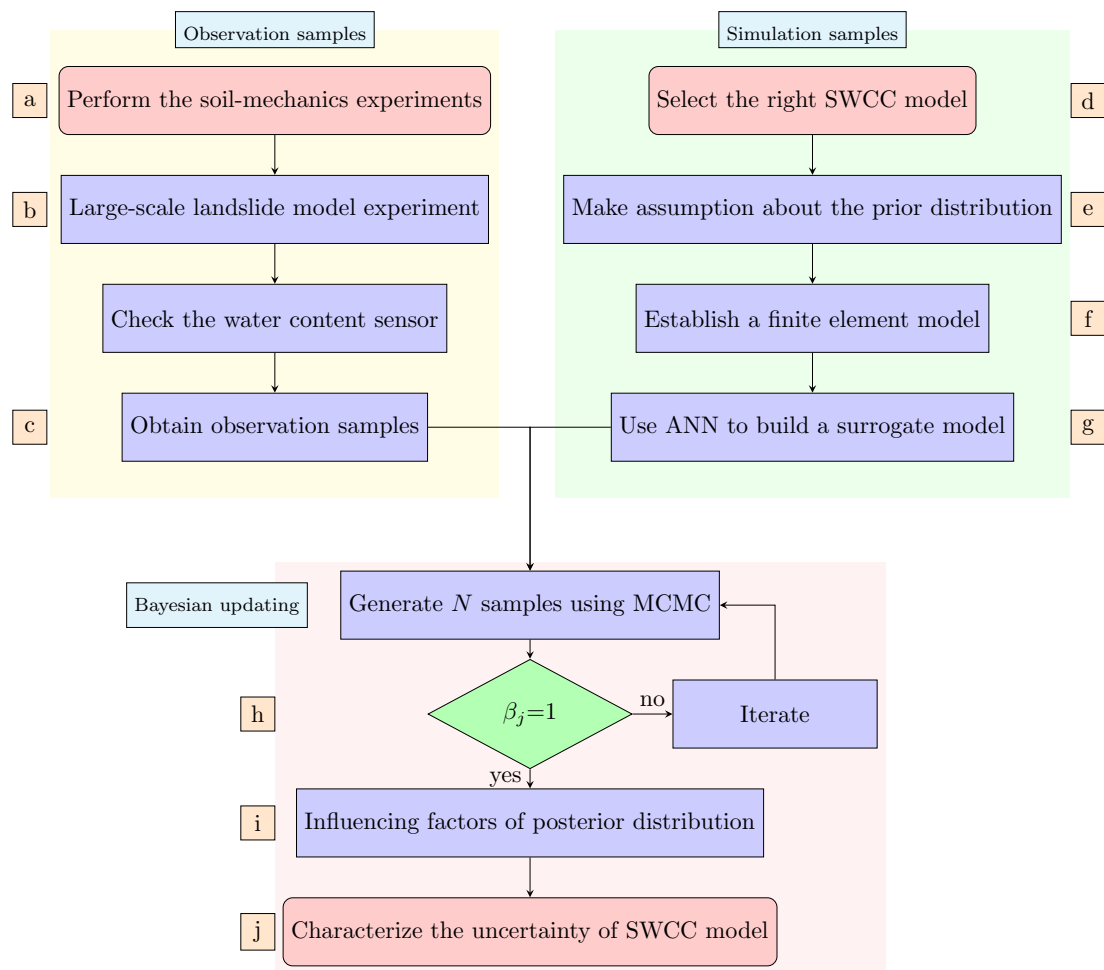 Observation samples
a
Perform the soil-mechanics experiments
b
Large-scale landslide model experiment
Check the water content sensor
c
Obtain observation samples
Simulation samples
Select the right SWCC model
d
Make assumption about the prior distribution
e
Establish a finite element model
f
Use ANN to build a surrogate model
g
Bayesian updating
Generate N samples using MCMC
h
βj=1
no
Iterate
yes
i
Influencing factors of posterior distribution
j
Characterize the uncertainty of SWCC model